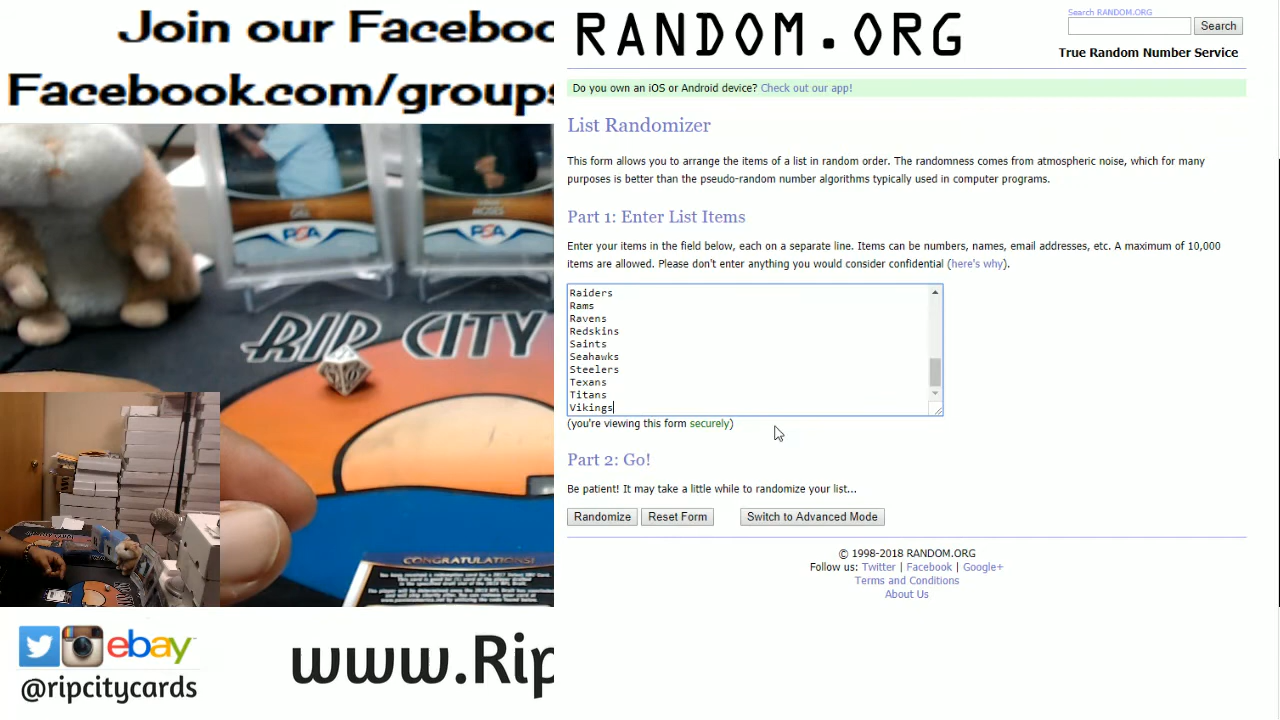 Join our Faceboo
Facebook.com/groups
PSA
MOSES
PSA
RIP CITY
CONGRATULATIONS!
ebay
@ripcitycards
www.Rip
RANDOM.ORG
Search RANDOM.ORG
Search
True Random Number Service
Do you own an iOS or Android device? Check out our app!
List Randomizer
This form allows you to arrange the items of a list in random order. The randomness comes from atmospheric noise, which for many
purposes is better than the pseudo-random number algorithms typically used in computer programs.
Part 1: Enter List Items
Enter your items in the field below, each on a separate line. Items can be numbers, names, email addresses, etc. A maximum of 10,000
items are allowed. Please don't enter anything you would consider confidential (here's why).
Raiders
Rams
Ravens
Redskins
Saints
Seahawks
Steelers
Texans
Titans
Vikings
(you're viewing this form securely)
Part 2: Go!
Be patient! It may take a little while to randomize your list...
Randomize Reset Form Switch to Advanced Mode
© 1998-2018 RANDOM.ORG
Follow us: Twitter | Facebook | Google+
Terms and Conditions
About Us